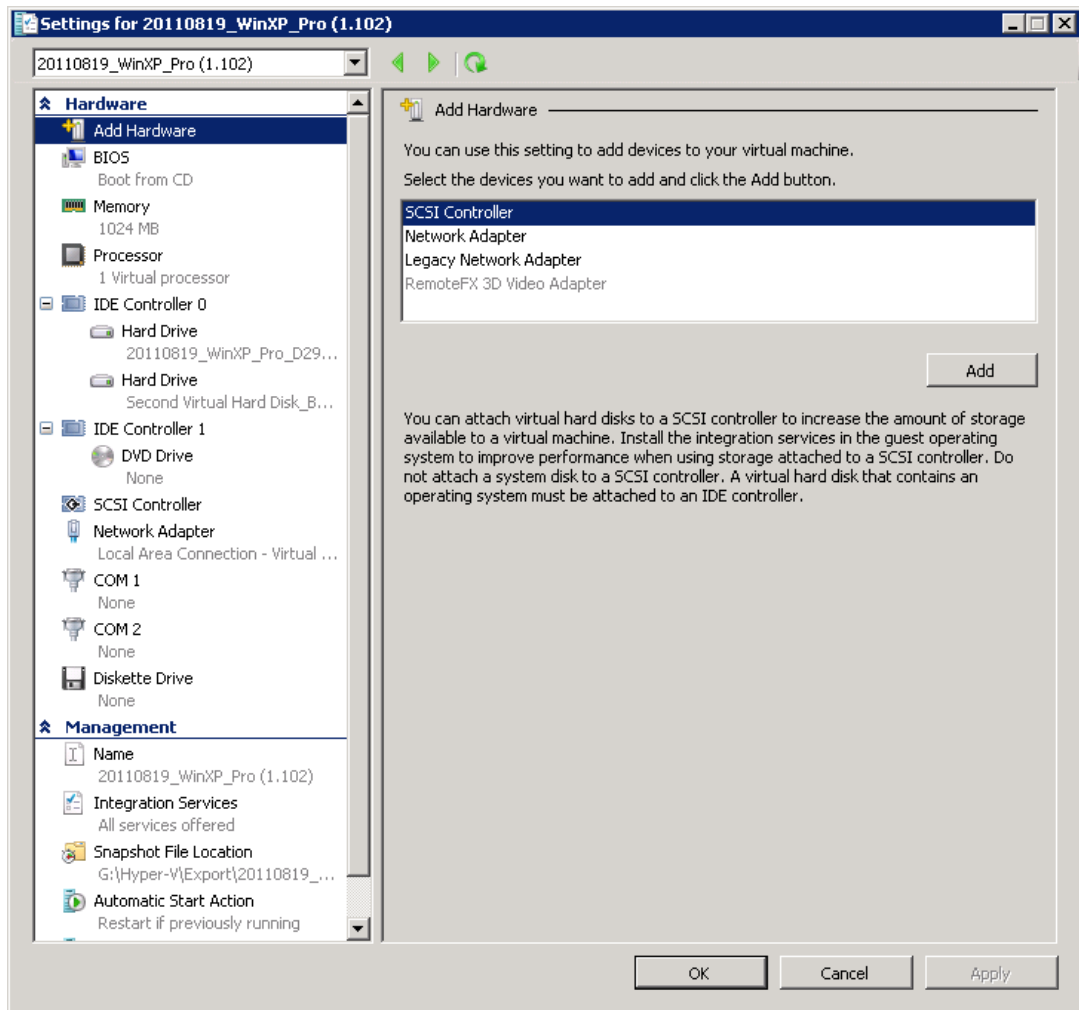 Settings for 20110819_WinXP_Pro (1.102)
20110819_WinXP_Pro (1.102)
Hardware
Add Hardware
BIOS
Boot from CD
Memory
1024 MB
Processor
1 Virtual processor
IDE Controller 0
Hard Drive
20110819_WinXP_Pro_D29...
Hard Drive
Second Virtual Hard Disk_B...
IDE Controller 1
DVD Drive
None
SCSI Controller
Network Adapter
Local Area Connection - Virtual ...
COM 1
None
COM 2
None
Diskette Drive
None
Management
Name
20110819_WinXP_Pro (1.102)
Integration Services
All services offered
Snapshot File Location
G:\Hyper-V\Export\20110819_...
Automatic Start Action
Restart if previously running
Add Hardware
You can use this setting to add devices to your virtual machine.
Select the devices you want to add and click the Add button.
SCSI Controller
Network Adapter
Legacy Network Adapter
RemoteFX 3D Video Adapter
Add
You can attach virtual hard disks to a SCSI controller to increase the amount of storage
available to a virtual machine. Install the integration services in the guest operating
system to improve performance when using storage attached to a SCSI controller. Do
not attach a system disk to a SCSI controller. A virtual hard disk that contains an
operating system must be attached to an IDE controller.
OK
Cancel
Apply